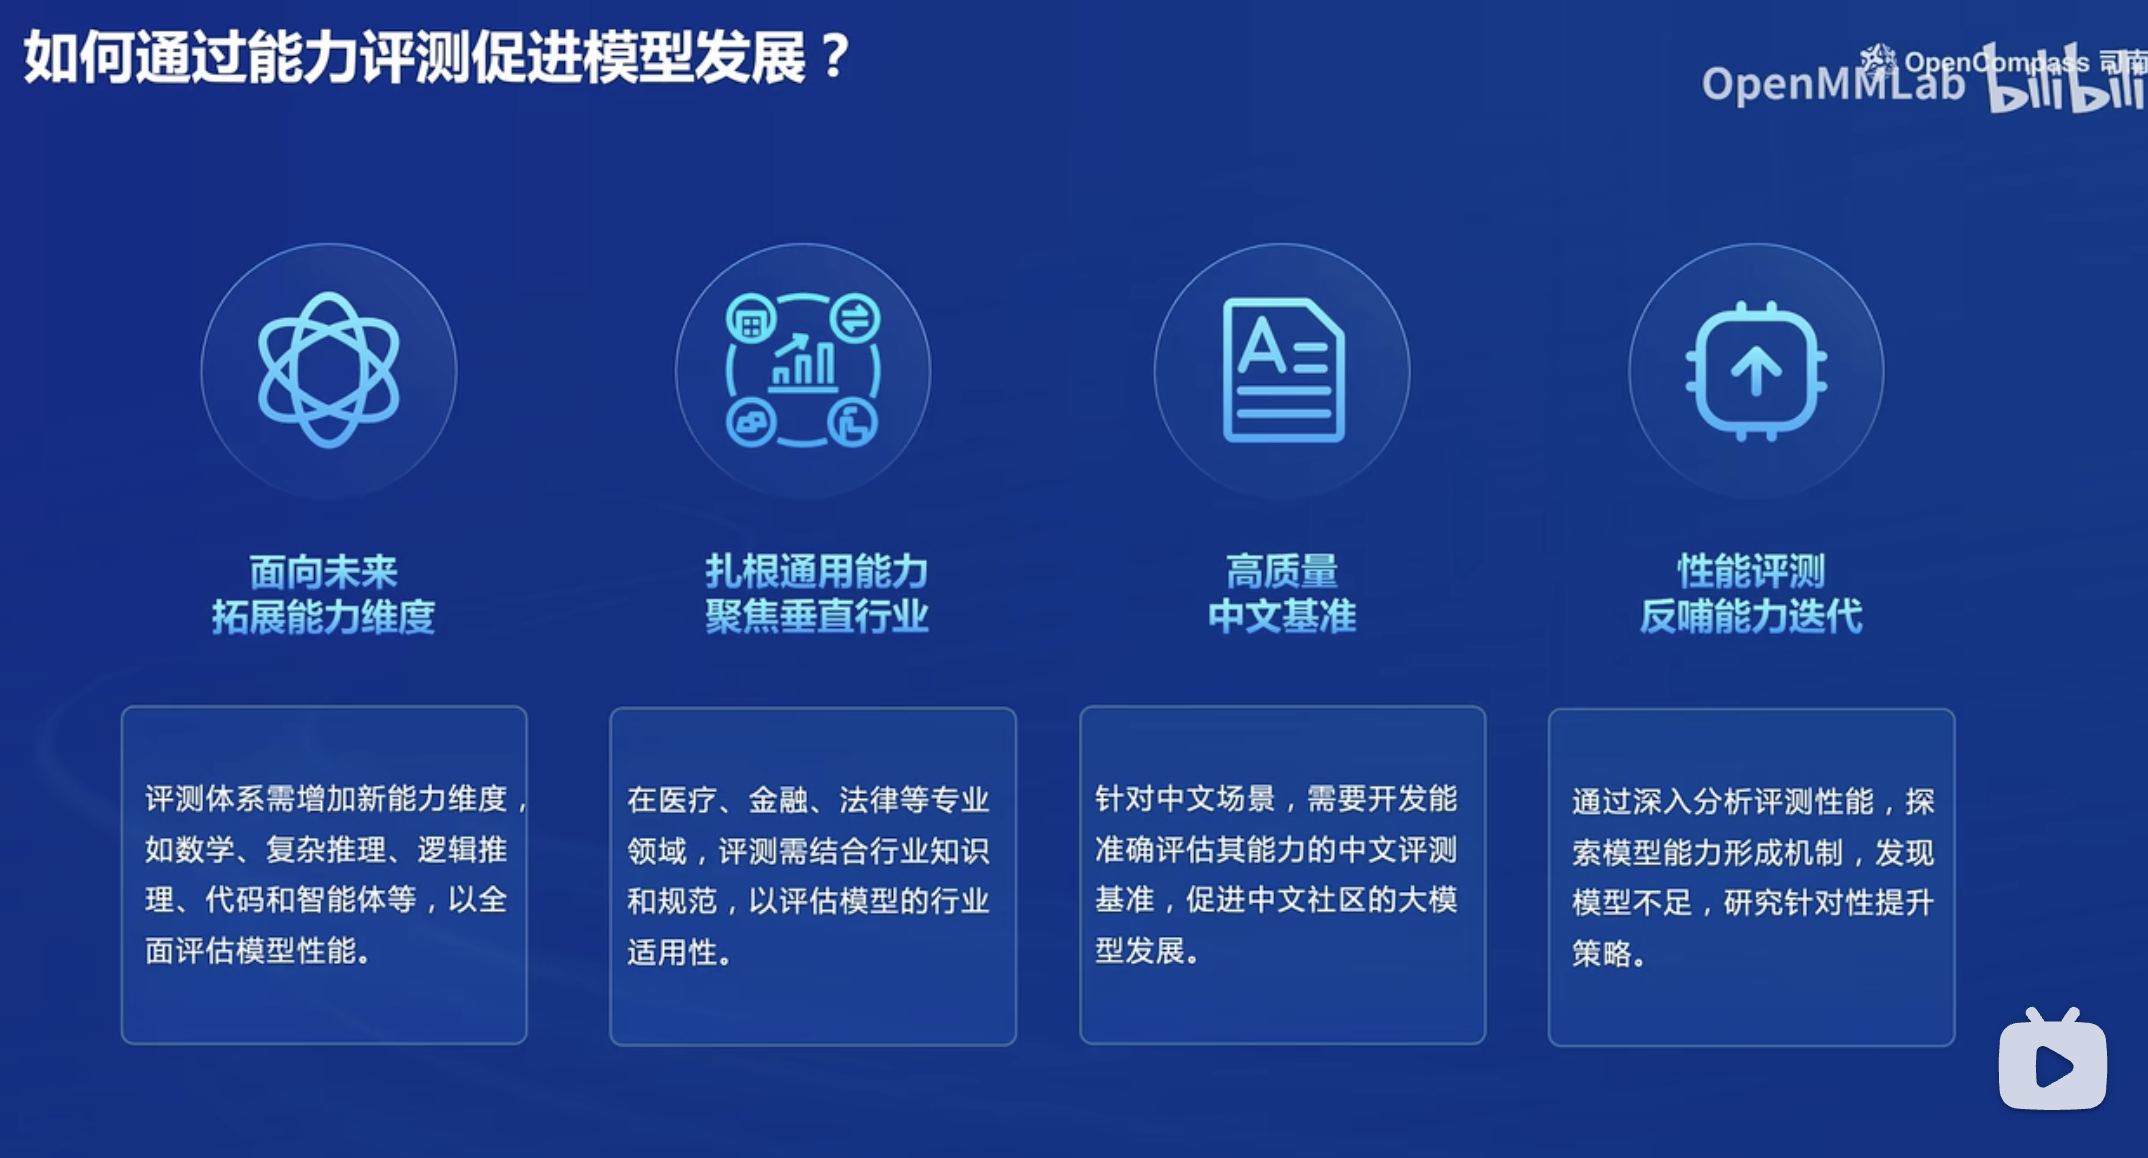 如何通过能力评测促进模型发展？
OpenCompass 司南
OpenMMLab bilibili
面向未来
拓展能力维度
扎根通用能力
聚焦垂直行业
高质量
中文基准
性能评测
反哺能力迭代
评测体系需增加新能力维度，
如数学、复杂推理、逻辑推
理、代码和智能体等，以全
面评估模型性能。
在医疗、金融、法律等专业
领域，评测需结合行业知识
和规范，以评估模型的行业
适用性。
针对中文场景，需要开发能
准确评估其能力的中文评测
基准，促进中文社区的大模
型发展。
通过深入分析评测性能，探
索模型能力形成机制，发现
模型不足，研究针对性提升
策略。